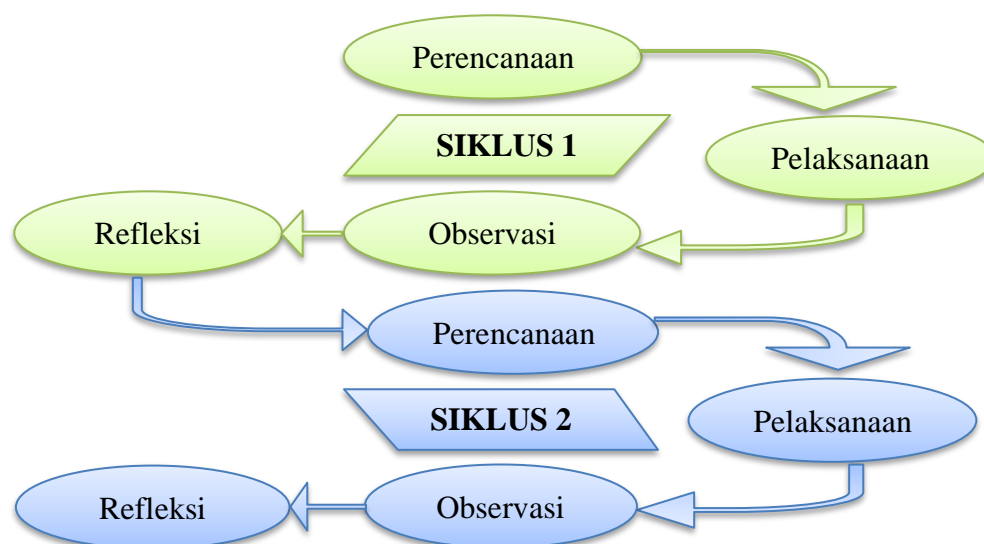 Perencanaan
SIKLUS 1
Pelaksanaan
Refleksi
Observasi
Perencanaan
SIKLUS 2
Pelaksanaan
Refleksi
Observasi